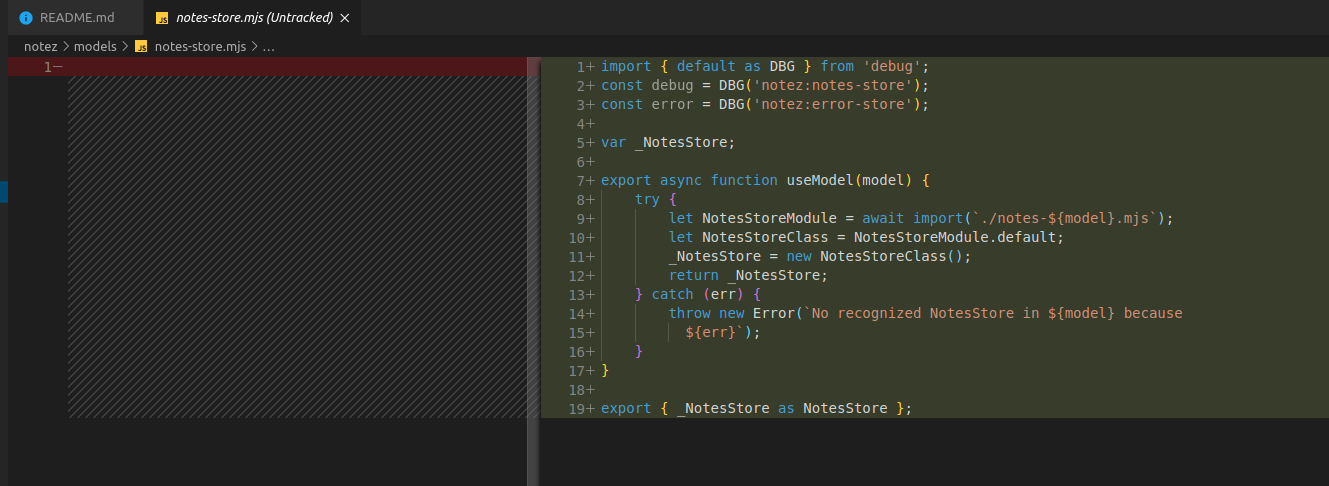 README.md
JS notes-store.mjs (Untracked) ×
notez > models > JS notes-store.mjs > ...
1−
1+ import { default as DBG } from 'debug';
2+ const debug = DBG('notez:notes-store');
3+ const error = DBG('notez:error-store');
4+
5+ var _NotesStore;
6+
7+ export async function useModel(model) {
8+     try {
9+         let NotesStoreModule = await import(`./notes-${model}.mjs`);
10+         let NotesStoreClass = NotesStoreModule.default;
11+         _NotesStore = new NotesStoreClass();
12+         return _NotesStore;
13+     } catch (err) {
14+         throw new Error(`No recognized NotesStore in ${model} because
15+           ${err}`);
16+     }
17+ }
18+
19+ export { _NotesStore as NotesStore };